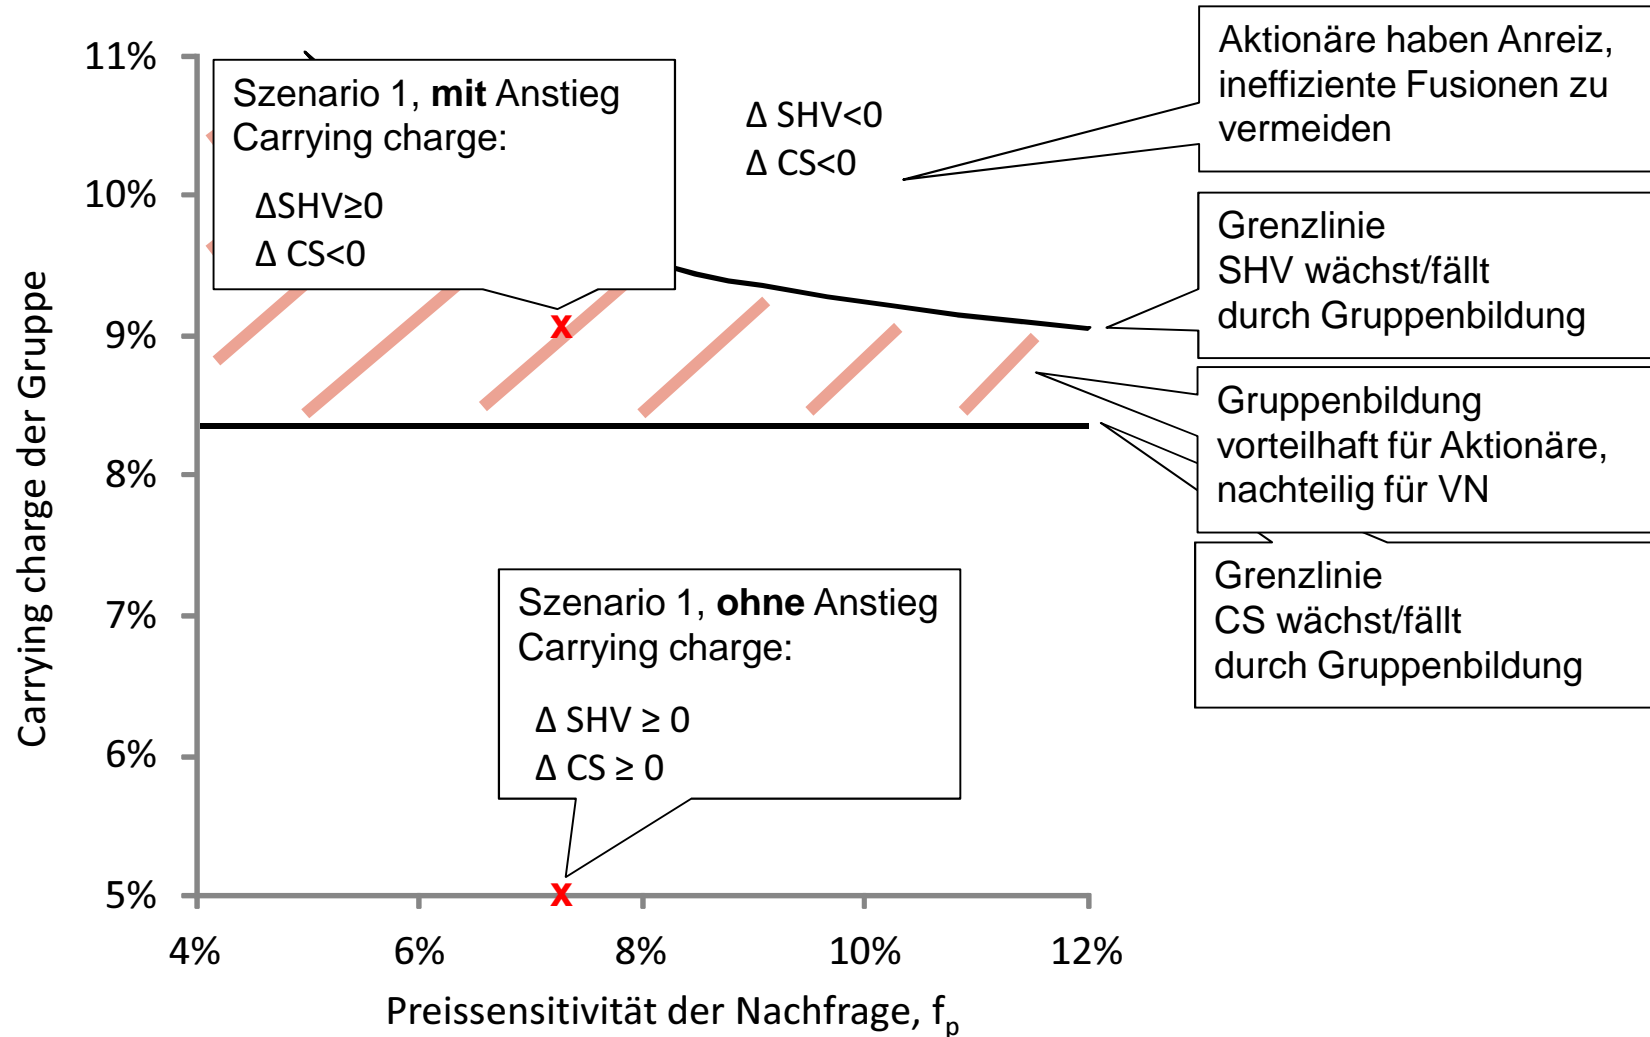 11%
10%
9%
8%
7%
6%
5%
Carrying charge der Gruppe
4%
6%
8%
10%
12%
Preissensitivität der Nachfrage, fp
Szenario 1, mit Anstieg
Carrying charge:
ΔSHV≥0
Δ CS<0
x
Δ SHV<0
Δ CS<0
Szenario 1, ohne Anstieg
Carrying charge:
Δ SHV ≥ 0
Δ CS ≥ 0
x
Aktionäre haben Anreiz,
ineffiziente Fusionen zu
vermeiden
Grenzlinie
SHV wächst/fällt
durch Gruppenbildung
Gruppenbildung
vorteilhaft für Aktionäre,
nachteilig für VN
Grenzlinie
CS wächst/fällt
durch Gruppenbildung